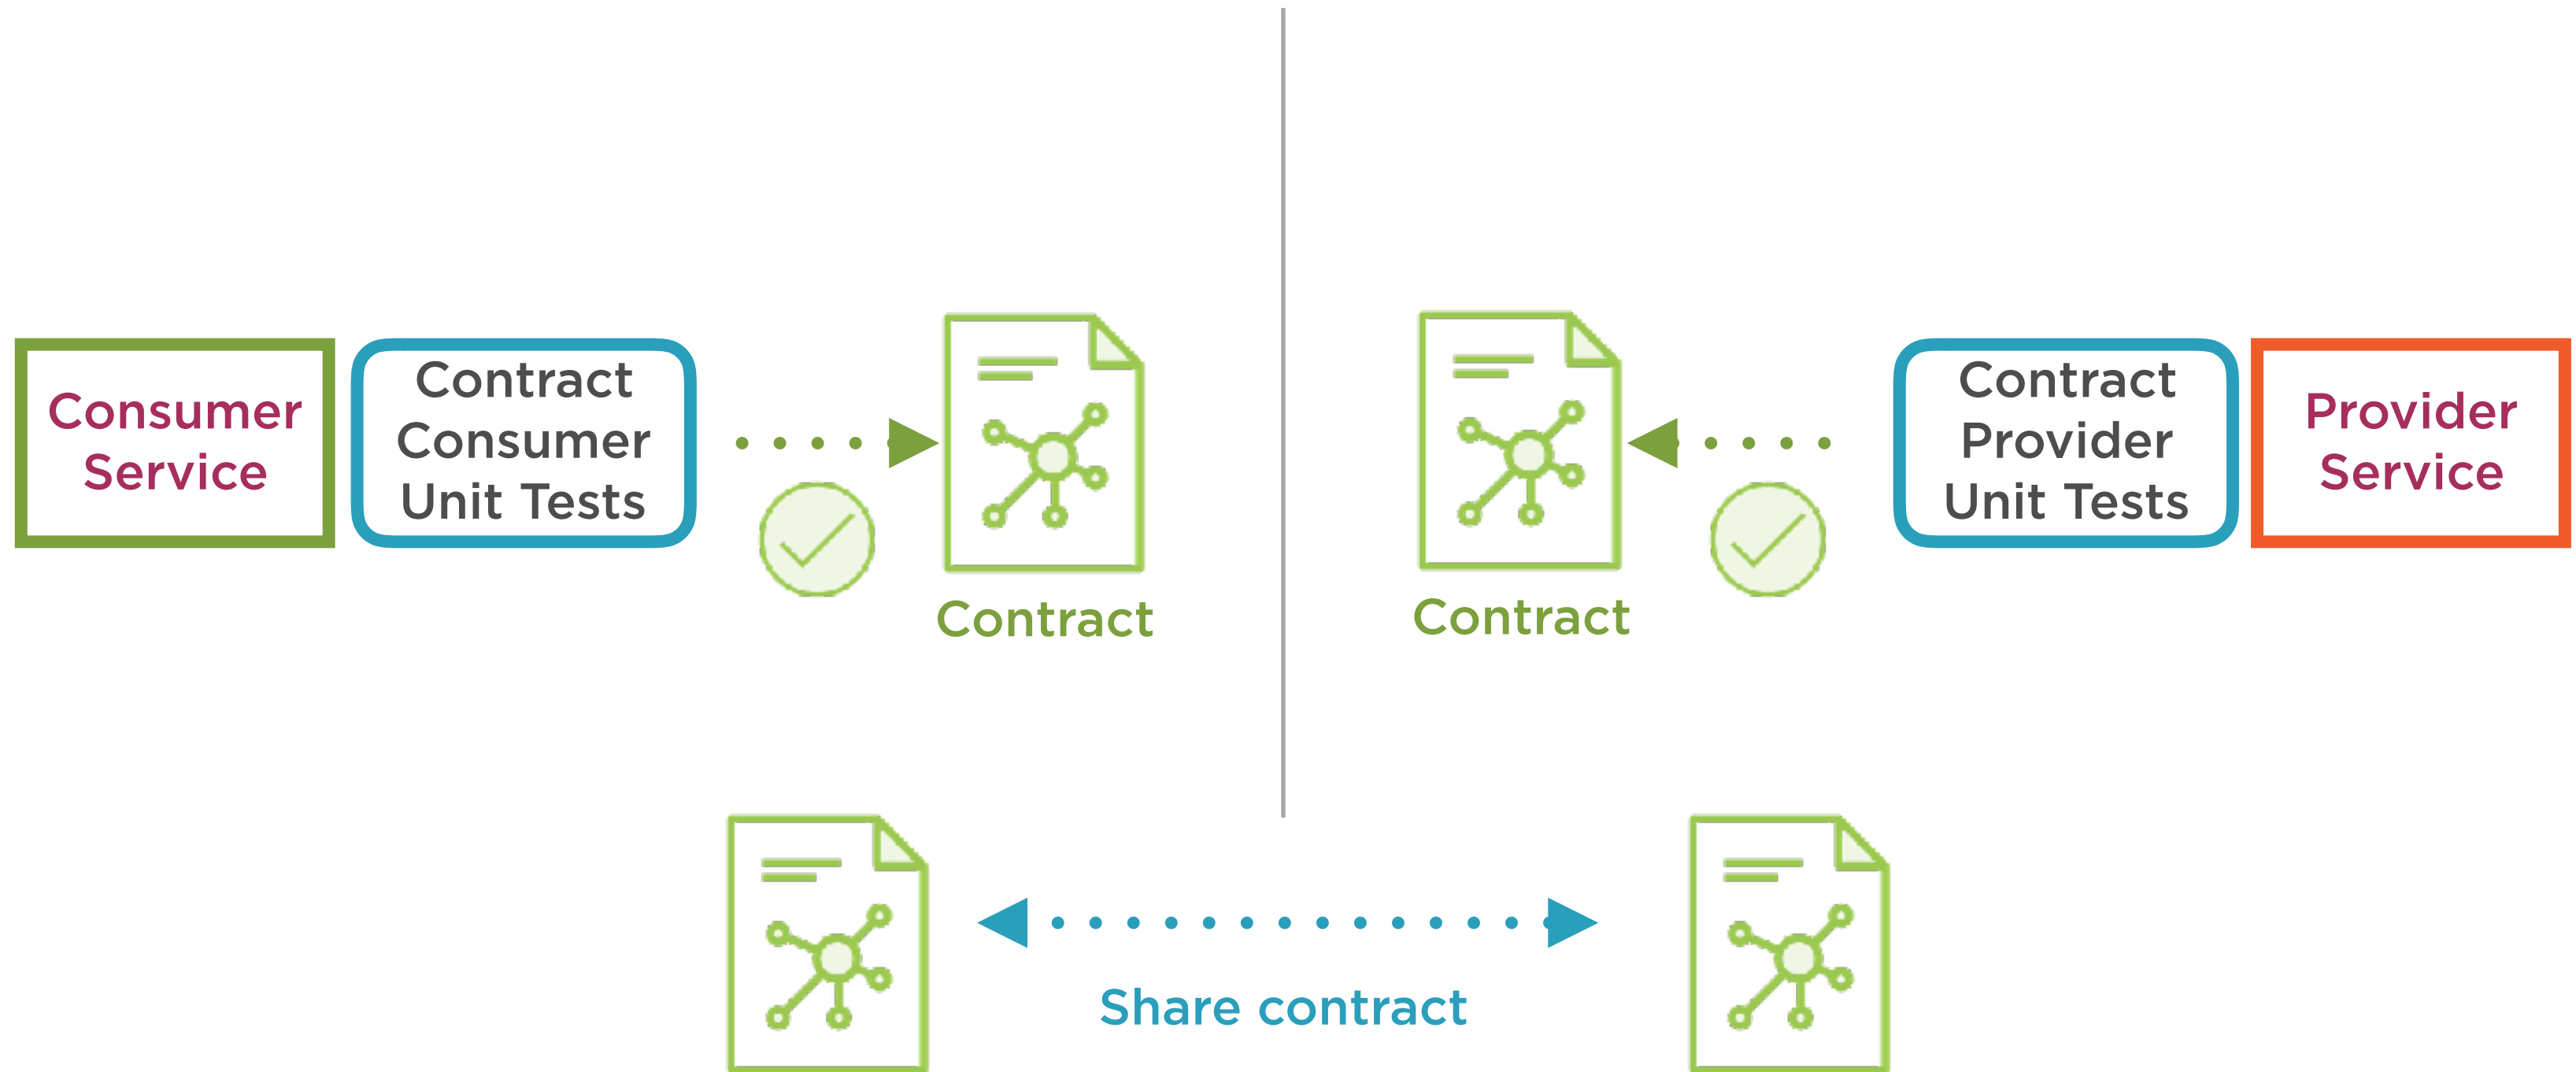 Consumer
Service
Contract
Consumer
Unit Tests
Contract
Contract
Contract
Provider
Unit Tests
Provider
Service
Share contract